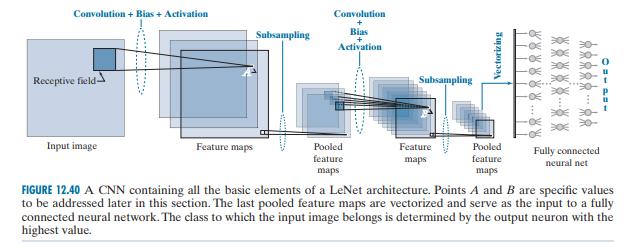 Convolution + Bias + Activation
Convolution
+
Bias
+
Activation
Subsampling
Subsampling
Vectorizing
Receptive field
A
B
Output
Input image
Feature maps
Pooled
feature
maps
Feature
maps
Pooled
feature
maps
Fully connected
neural net
FIGURE 12.40 A CNN containing all the basic elements of a LeNet architecture. Points A and B are specific values
to be addressed later in this section. The last pooled feature maps are vectorized and serve as the input to a fully
connected neural network. The class to which the input image belongs is determined by the output neuron with the
highest value.